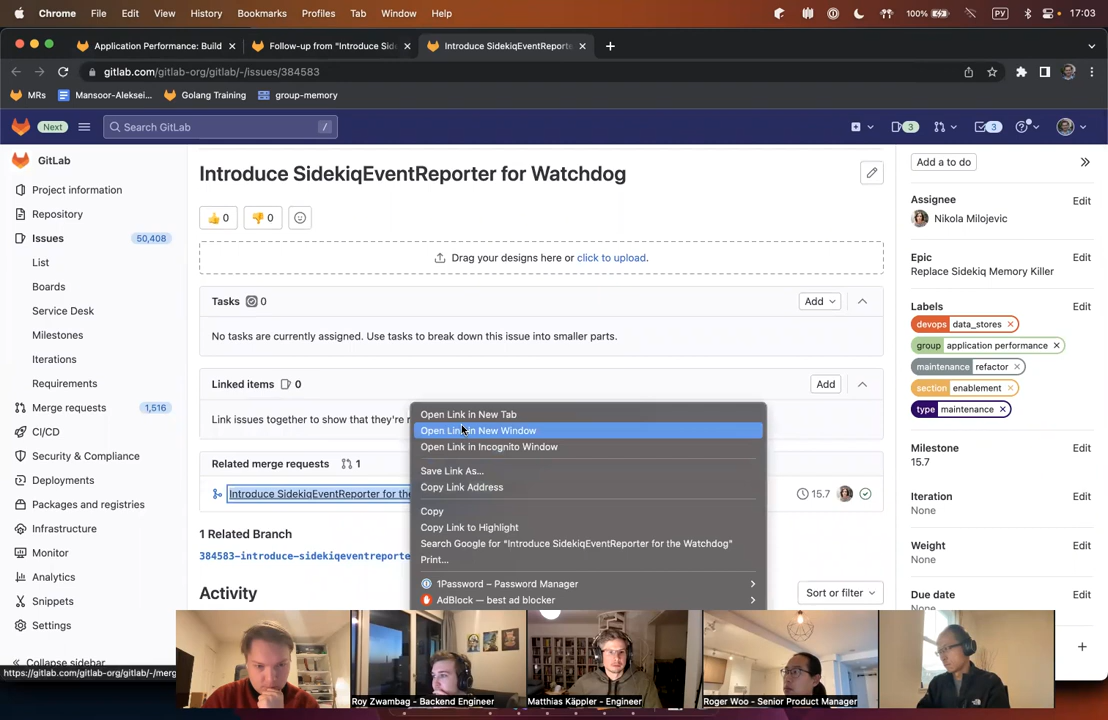 Chrome File Edit View History Bookmarks Profiles Tab Window Help 100% РУ 17:03
Application Performance: Build Follow-up from "Introduce Sid Introduce SidekiqEventReporte
gitlab.com/gitlab-org/gitlab/-/issues/384583
MRs Mansoor-Aleksei... Golang Training group-memory
Next Search GitLab / 3 3
GitLab
Project information
Repository
Issues 50,408
List
Boards
Service Desk
Milestones
Iterations
Requirements
Merge requests 1,516
CI/CD
Security & Compliance
Deployments
Packages and registries
Infrastructure
Monitor
Analytics
Snippets
Settings
Collapse sidebar
https://gitlab.com/gitlab-org/gitlab/-/merg
Introduce SidekiqEventReporter for Watchdog
0 0
Drag your designs here or click to upload.
Tasks 0 Add
No tasks are currently assigned. Use tasks to break down this issue into smaller parts.
Linked items 0 Add
Link issues together to show that they're r
Related merge requests 1
Introduce SidekiqEventReporter for the 15.7
1 Related Branch
384583-introduce-sidekiqeventreporte
Activity Sort or filter
Open Link in New Tab
Open Link in New Window
Open Link in Incognito Window
Save Link As...
Copy Link Address
Copy
Copy Link to Highlight
Search Google for "Introduce SidekiqEventReporter for the Watchdog"
Print...
1Password – Password Manager
AdBlock — best ad blocker
Add a to do
Assignee Edit
Nikola Milojevic
Epic Edit
Replace Sidekiq Memory Killer
Labels Edit
devops data_stores
group application performance
maintenance refactor
section enablement
type maintenance
Milestone Edit
15.7
Iteration Edit
None
Weight Edit
None
Due date Edit
None
Roy Zwambag - Backend Engineer
Matthias Käppler - Engineer
Roger Woo - Senior Product Manager